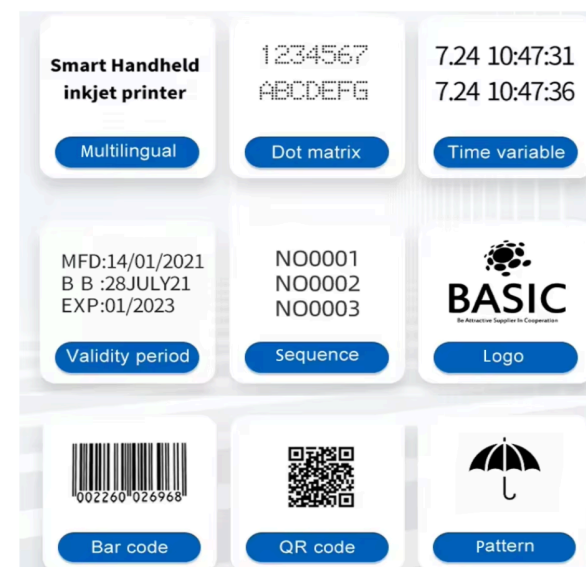 Smart Handheld
inkjet printer
Multilingual
1234567
ABCDEFG
Dot matrix
7.24 10:47:31
7.24 10:47:36
Time variable
MFD:14/01/2021
B B :28JULY21
EXP:01/2023
Validity period
NO0001
NO0002
NO0003
Sequence
BASIC
Be Attractive Supplier In Cooperation
Logo
002260 026968
Bar code
QR code
Pattern